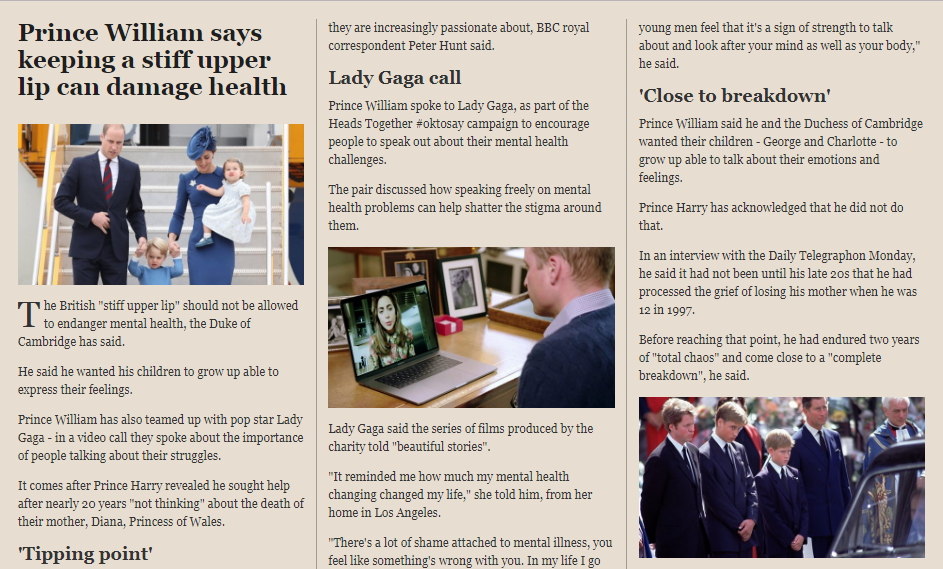 Prince William says
keeping a stiff upper
lip can damage health
The British "stiff upper lip" should not be allowed
to endanger mental health, the Duke of
Cambridge has said.
He said he wanted his children to grow up able to
express their feelings.
Prince William has also teamed up with pop star Lady
Gaga - in a video call they spoke about the importance
of people talking about their struggles.
It comes after Prince Harry revealed he sought help
after nearly 20 years "not thinking" about the death of
their mother, Diana, Princess of Wales.
'Tipping point'
they are increasingly passionate about, BBC royal
correspondent Peter Hunt said.
Lady Gaga call
Prince William spoke to Lady Gaga, as part of the
Heads Together #oktosay campaign to encourage
people to speak out about their mental health
challenges.
The pair discussed how speaking freely on mental
health problems can help shatter the stigma around
them.
Lady Gaga said the series of films produced by the
charity told "beautiful stories".
"It reminded me how much my mental health
changing changed my life," she told him, from her
home in Los Angeles.
"There's a lot of shame attached to mental illness, you
feel like something's wrong with you. In my life I go
young men feel that it's a sign of strength to talk
about and look after your mind as well as your body,"
he said.
'Close to breakdown'
Prince William said he and the Duchess of Cambridge
wanted their children - George and Charlotte - to
grow up able to talk about their emotions and
feelings.
Prince Harry has acknowledged that he did not do
that.
In an interview with the Daily Telegraphon Monday,
he said it had not been until his late 20s that he had
processed the grief of losing his mother when he was
12 in 1997.
Before reaching that point, he had endured two years
of "total chaos" and come close to a "complete
breakdown", he said.